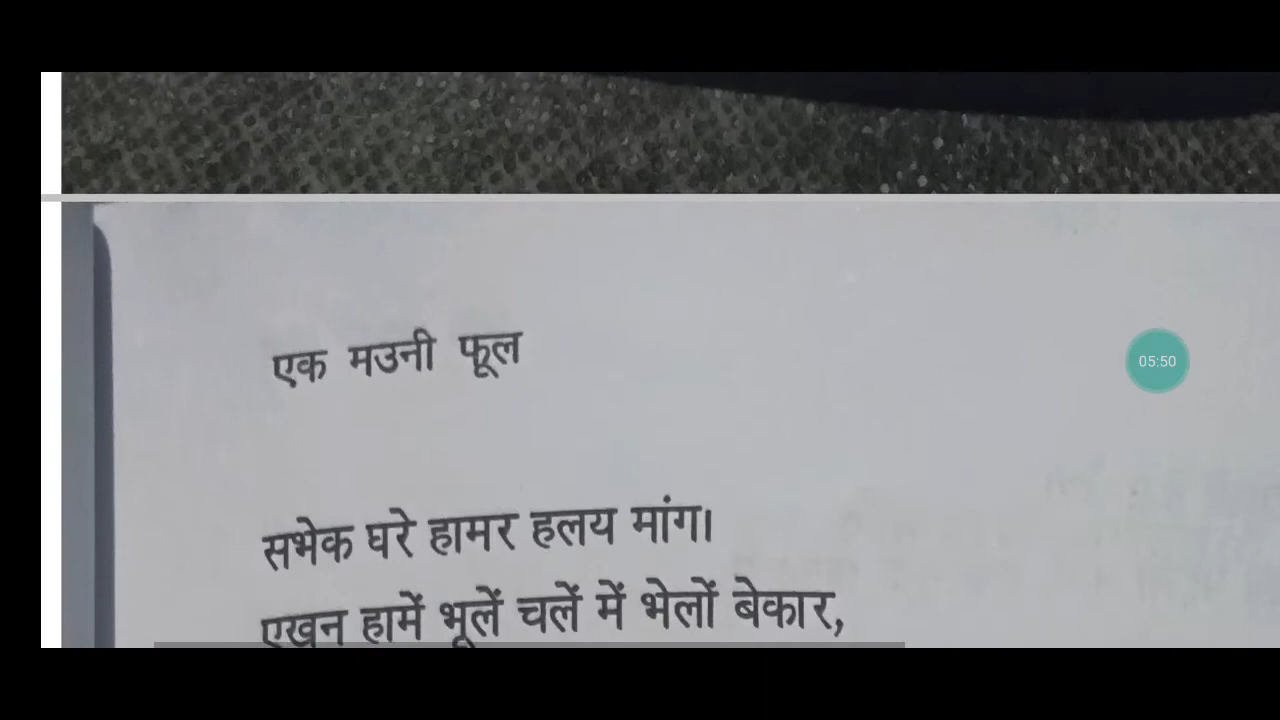 एक मउनी फूल
05:50
सभेक घरे हामर हलय मांग।
एखन हामें भूलें चलें में भेलों बेकार,